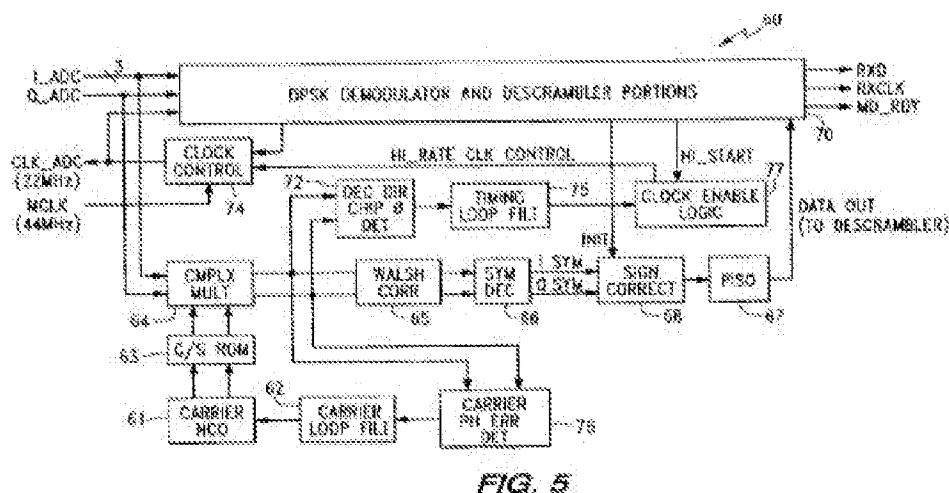 60
I_ADC
3
Q_ADC
DPSK DEMODULATOR AND DESCRAMBLER PORTIONS
RXD
RXCLK
MD_RDY
70
CLK_ADC
(22MHz)
CLOCK
CONTROL
HI_RATE CLK CONTROL
HI_START
77
72
75
MCLK
(44MHz)
74
DEC DIR
CHIP Ø
DET
TIMING
LOOP FILT
CLOCK ENABLE
LOGIC
DATA OUT
(TO DESCRAMBLER)
INIT
CMPLX
MULT
WALSH
CORR
SYM
DEC
I_SYM
Q_SYM
SIGN
CORRECT
PISO
64
65
66
68
67
63
C/S ROM
62
61
CARRIER
NCO
CARRIER
LOOP FILT
CARRIER
PH ERR
DET
76
FIG. 5